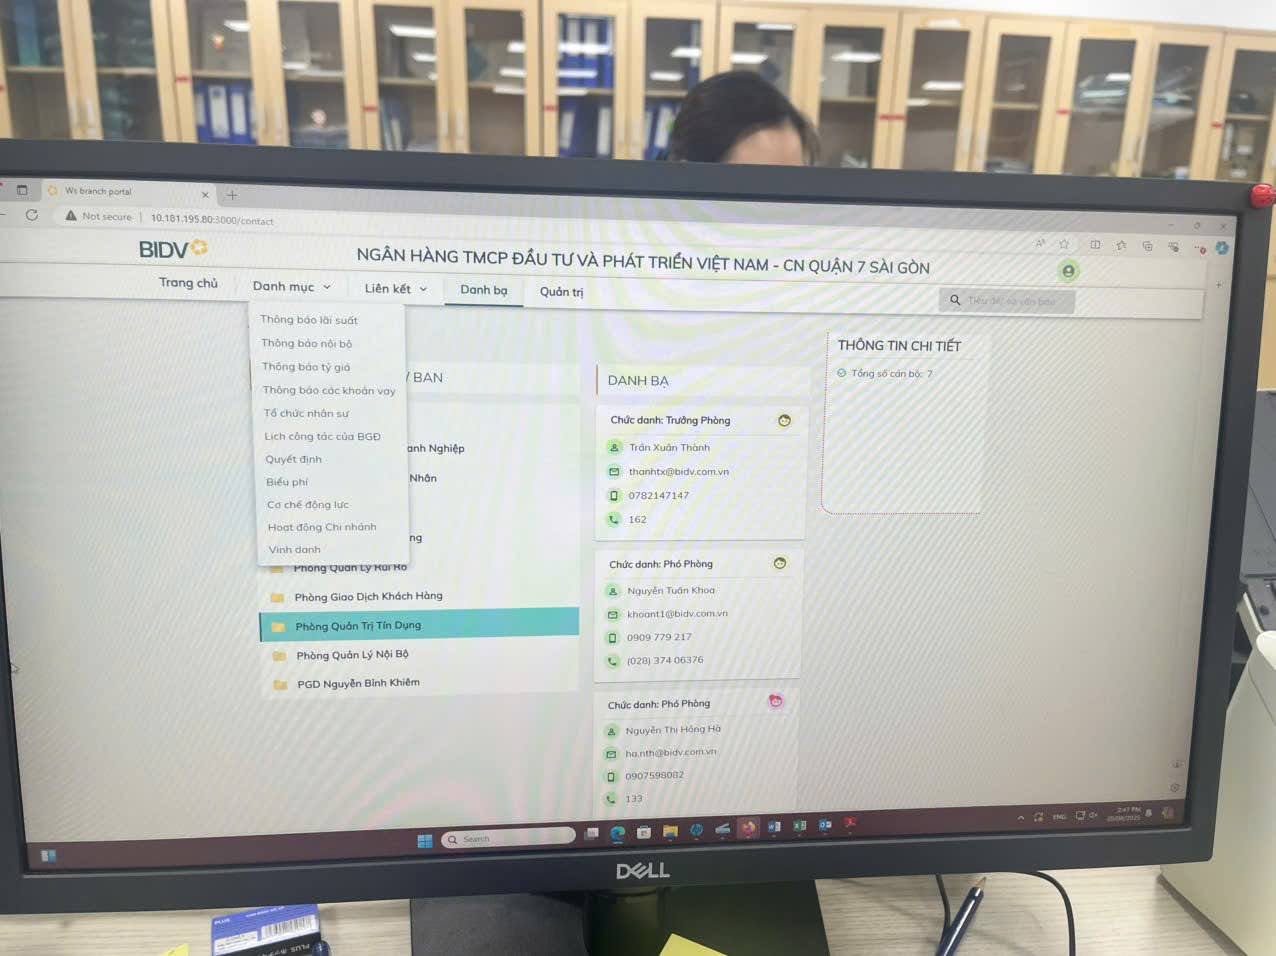 Ws branch portal
Not secure
10.181.195.80:3000/contact
BIDV
NGÂN HÀNG TMCP ĐẦU TƯ VÀ PHÁT TRIỂN VIỆT NAM - CN QUẬN 7 SÀI GÒN
Trang chủ
Danh mục
Liên kết
Danh bạ
Quản trị
Thông báo lãi suất
Thông báo nội bộ
Thông báo tỷ giá
Thông báo các khoản vay
Tổ chức nhân sự
Lịch công tác của BGĐ
Quyết định
Biểu phí
Cơ chế động lực
Hoạt động Chi nhánh
Vinh danh
BAN
anh Nghiệp
Nhân
ng
Phòng Quản Lý Rủi Ro
Phòng Giao Dịch Khách Hàng
Phòng Quản Trị Tín Dụng
Phòng Quản Lý Nội Bộ
PGD Nguyễn Bỉnh Khiêm
DANH BẠ
Chức danh: Trưởng Phòng
Trần Xuân Thành
thanhtx@bidv.com.vn
0782147147
162
Chức danh: Phó Phòng
Nguyễn Tuấn Khoa
khoant1@bidv.com.vn
0909 779 217
(028) 374 06376
Chức danh: Phó Phòng
Nguyễn Thị Hồng Hà
ha.nth@bidv.com.vn
0907598082
133
THÔNG TIN CHI TIẾT
Tổng số cán bộ: 7
Search
ENG
2:47 PM
DELL
PLUS
PLUS